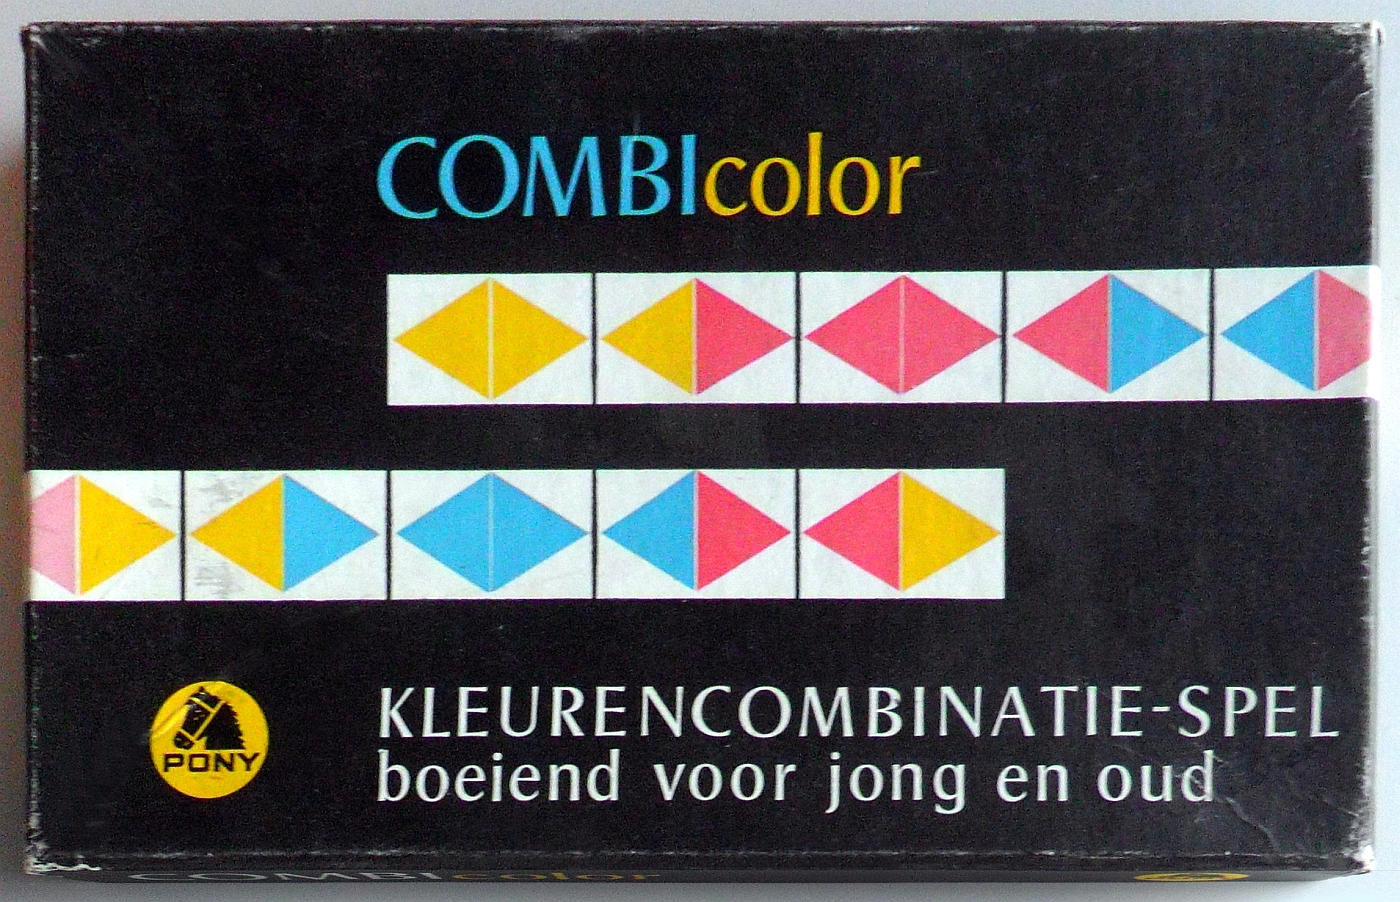 COMBIcolor
PONY
KLEURENCOMBINATIE-SPEL
boeiend voor jong en oud
COMBIcolor